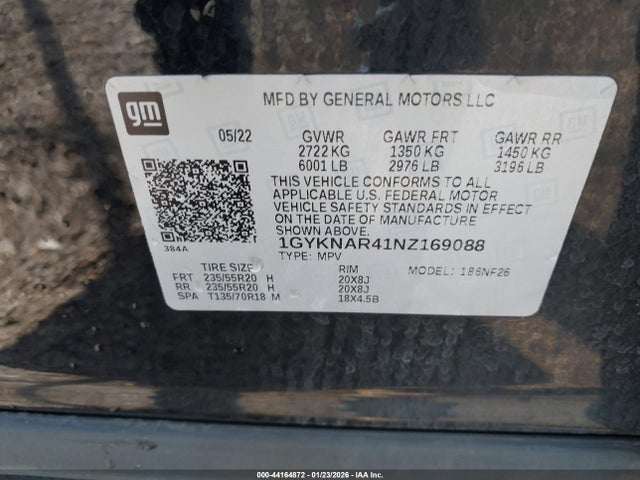 gm
MFD BY GENERAL MOTORS LLC
05/22 GVWR GAWR FRT GAWR RR
2722 KG 1350 KG 1450 KG
6001 LB 2976 LB 3196 LB
THIS VEHICLE CONFORMS TO ALL
APPLICABLE U.S. FEDERAL MOTOR
VEHICLE SAFETY STANDARDS IN EFFECT
ON THE DATE OF MANUFACTURE
SHOWN ABOVE.
384A
1GYKNAR41NZ169088
TYPE: MPV
TIRE SIZE RIM MODEL: 186NF26
FRT 235/55R20 H 20X8J
RR 235/55R20 H 20X8J
SPA T135/70R18 M 18X4.5B
000-44164872 - 01/23/2026 - IAA Inc.